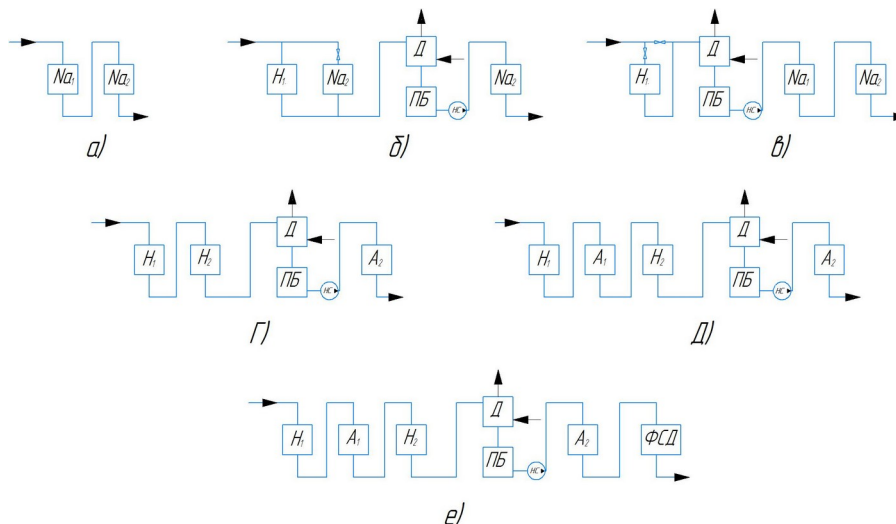 Na₁ Na₂
а)
H₁ Na₂ Д ПБ НС Na₂
б)
H₁ Д ПБ НС Na₁ Na₂
в)
H₁ H₂ Д ПБ НС A₂
Г)
H₁ A₁ H₂ Д ПБ НС A₂
Д)
H₁ A₁ H₂ Д ПБ НС A₂ ФСД
е)